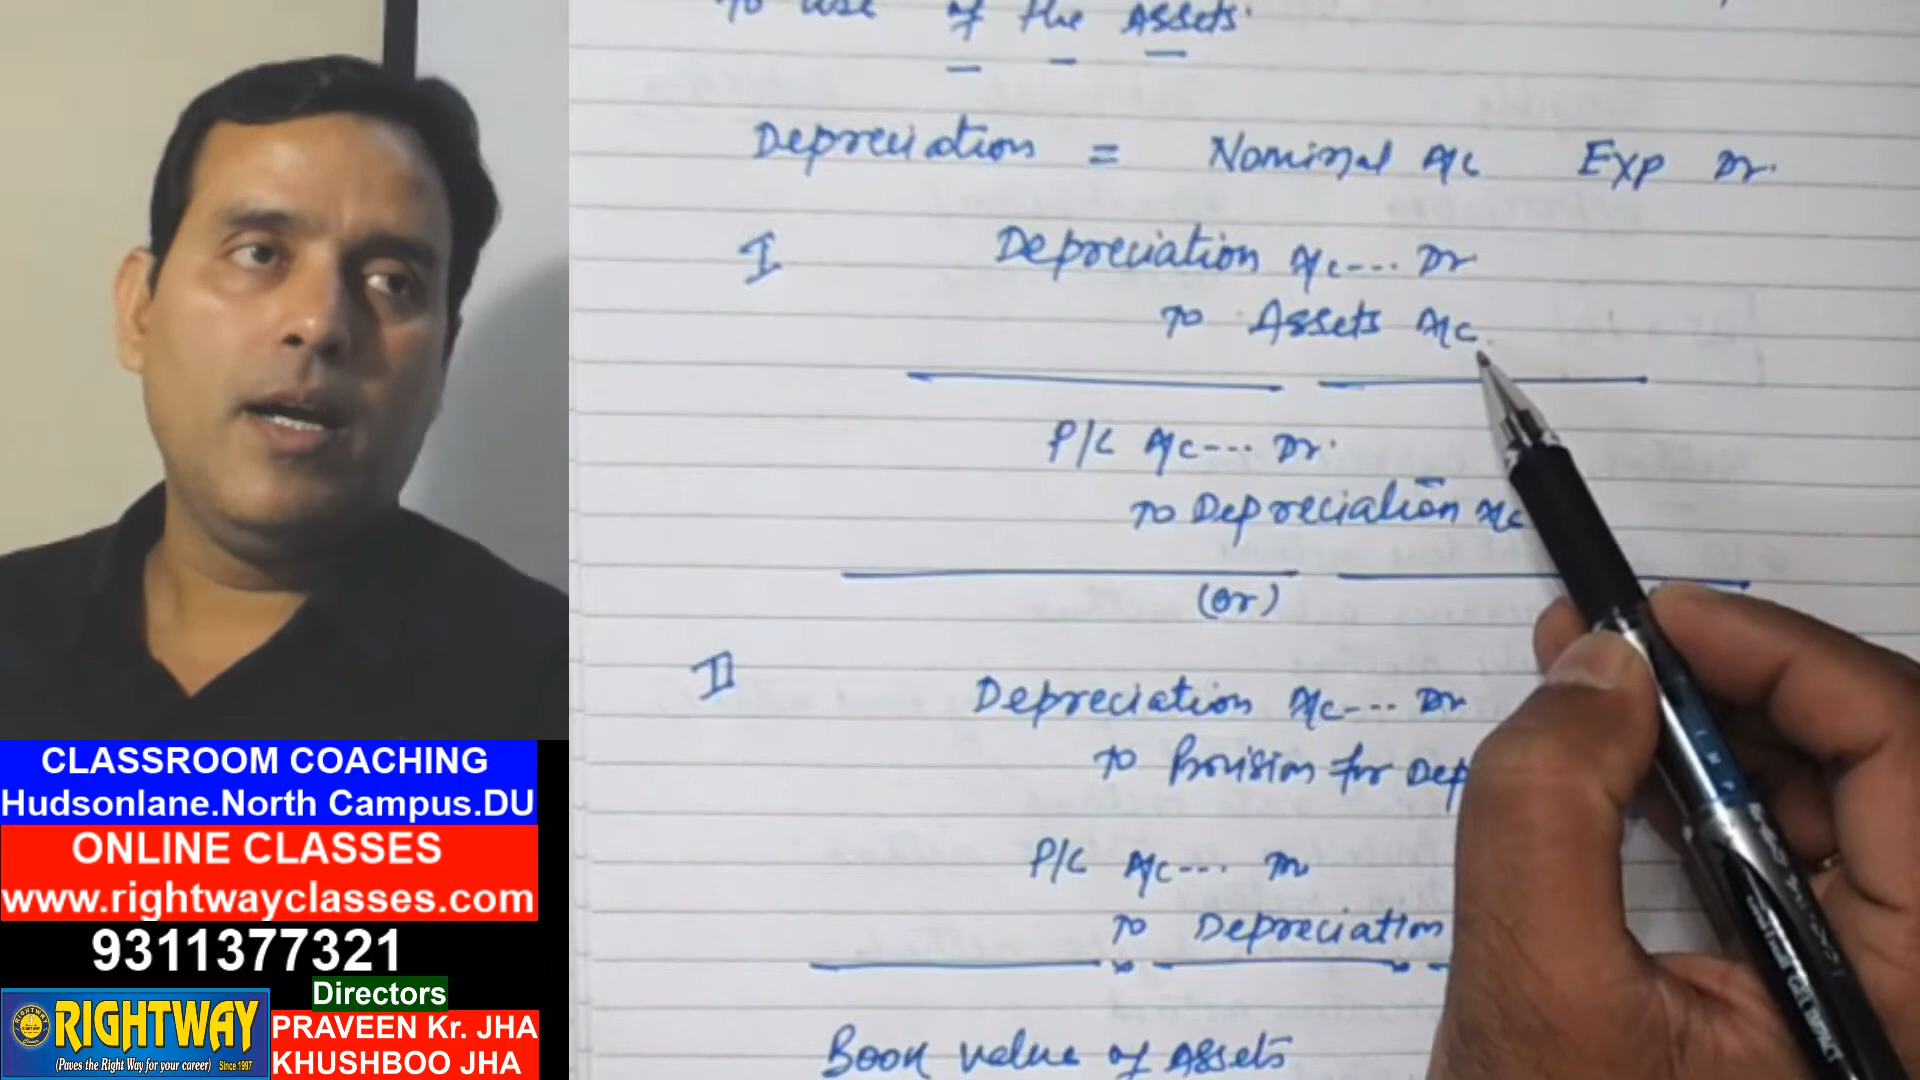 to use of the Assets.
Depreciation = Nominal A/c Exp Dr.
I Depreciation A/c--- Dr
To Assets A/c.
P/L A/c--- Dr.
To Depreciation A/c
(or)
II Depreciation A/c--- Dr
To Provision for Dep
P/L A/c--- Dr
To Depreciation
Book value of Assets
CLASSROOM COACHING
Hudsonlane.North Campus.DU
ONLINE CLASSES
www.rightwayclasses.com
9311377321
Directors
RIGHTWAY
(Paves the Right Way for your career) Since 1997
PRAVEEN Kr. JHA
KHUSHBOO JHA